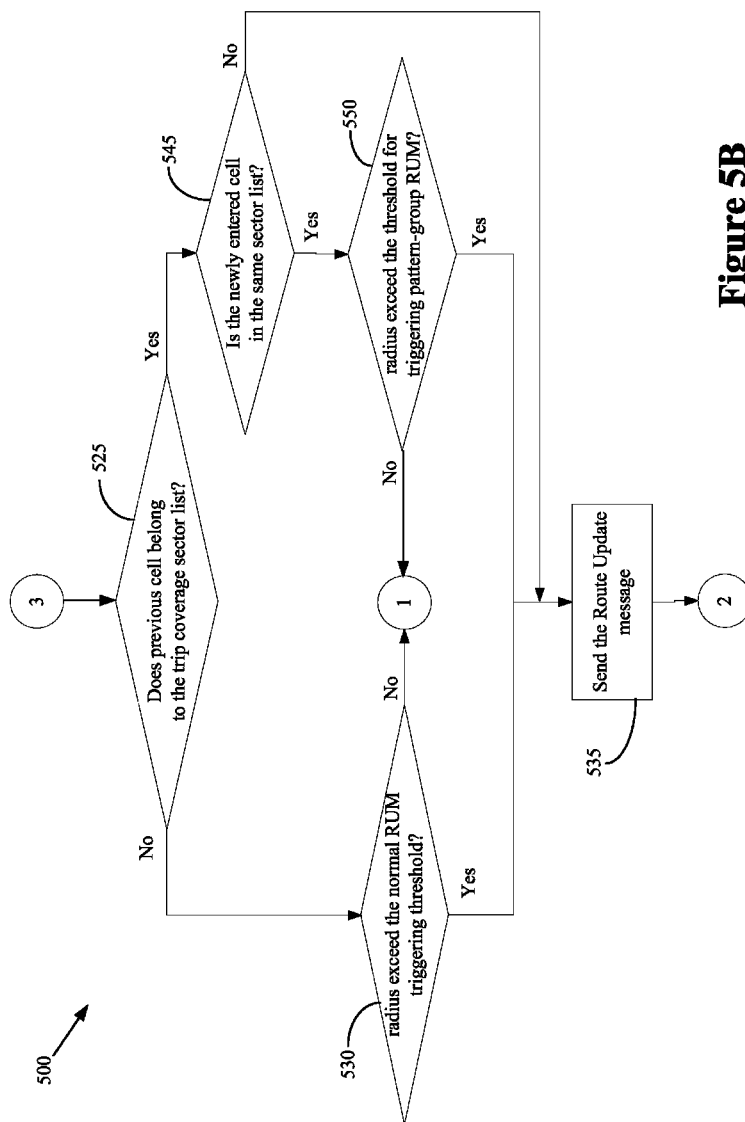 500
3
525
Does previous cell belong
to the trip coverage sector list?
No
Yes
545
Is the newly entered cell
in the same sector list?
No
Yes
530
radius exceed the normal RUM
triggering threshold?
No
Yes
1
550
radius exceed the threshold for
triggering pattern-group RUM?
No
Yes
535
Send the Route Update
message
2
Figure 5B